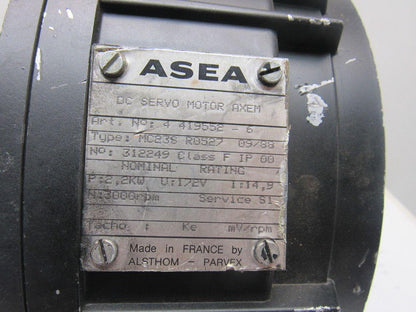 ASEA
DC SERVO MOTOR AXEM
Art. No: 4 419552 - 6
Type: MC23S R0527 09/88
No: 312249 Class F IP 00
NOMINAL RATING
P:2,2KW U:172V I:14,9
N:3000rpm Service S1
Tacho : Ke mV/rpm
Made in FRANCE by
ALSTHOM - PARVEX